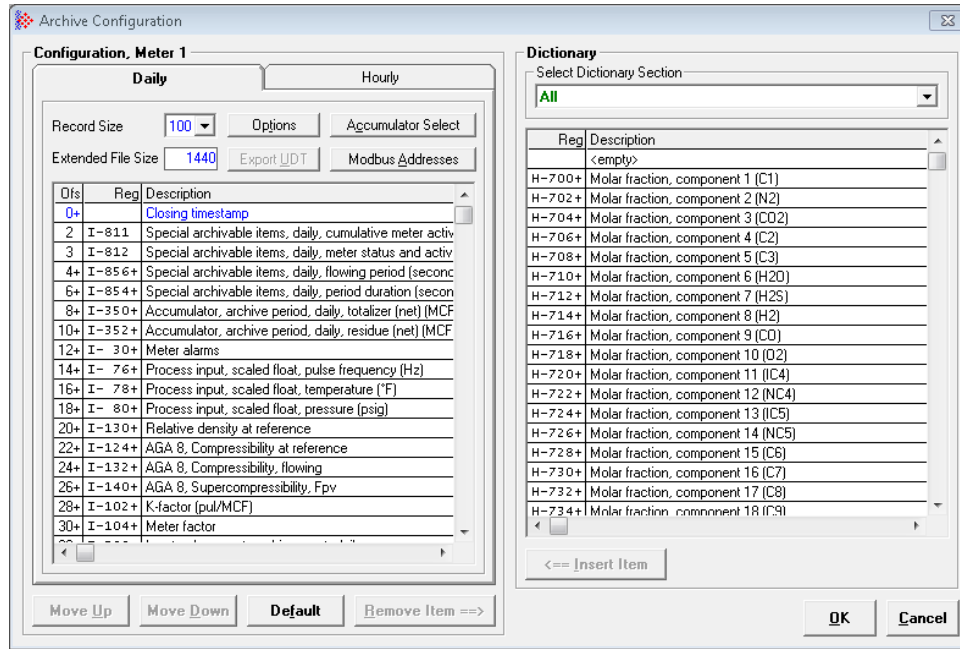 Archive Configuration
Configuration, Meter 1
Daily Hourly
Record Size 100 Options Accumulator Select
Extended File Size 1440 Export UDT Modbus Addresses
Ofs Reg Description
0+ Closing timestamp
2 I-811 Special archivable items, daily, cumulative meter activ
3 I-812 Special archivable items, daily, meter status and activ
4+ I-856+ Special archivable items, daily, flowing period (second
6+ I-854+ Special archivable items, daily, period duration (secon
8+ I-350+ Accumulator, archive period, daily, totalizer (net) (MCF
10+ I-352+ Accumulator, archive period, daily, residue (net) (MCF
12+ I- 30+ Meter alarms
14+ I- 76+ Process input, scaled float, pulse frequency (Hz)
16+ I- 78+ Process input, scaled float, temperature (°F)
18+ I- 80+ Process input, scaled float, pressure (psig)
20+ I-130+ Relative density at reference
22+ I-124+ AGA 8, Compressibility at reference
24+ I-132+ AGA 8, Compressibility, flowing
26+ I-140+ AGA 8, Supercompressibility, Fpv
28+ I-102+ K-factor (pul/MCF)
30+ I-104+ Meter factor
Move Up Move Down Default Remove Item ==>
Dictionary
Select Dictionary Section
All
Reg Description
<empty>
H-700+ Molar fraction, component 1 (C1)
H-702+ Molar fraction, component 2 (N2)
H-704+ Molar fraction, component 3 (CO2)
H-706+ Molar fraction, component 4 (C2)
H-708+ Molar fraction, component 5 (C3)
H-710+ Molar fraction, component 6 (H2O)
H-712+ Molar fraction, component 7 (H2S)
H-714+ Molar fraction, component 8 (H2)
H-716+ Molar fraction, component 9 (CO)
H-718+ Molar fraction, component 10 (O2)
H-720+ Molar fraction, component 11 (IC4)
H-722+ Molar fraction, component 12 (NC4)
H-724+ Molar fraction, component 13 (IC5)
H-726+ Molar fraction, component 14 (NC5)
H-728+ Molar fraction, component 15 (C6)
H-730+ Molar fraction, component 16 (C7)
H-732+ Molar fraction, component 17 (C8)
H-734+ Molar fraction, component 18 (C9)
<== Insert Item
OK Cancel